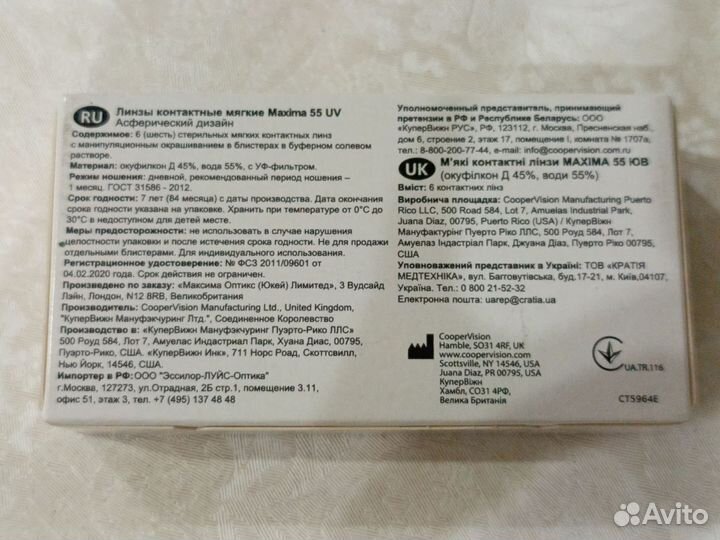 RU
Линзы контактные мягкие Maxima 55 UV
Асферический дизайн
Содержимое: 6 (шесть) стерильных мягких контактных линз
с манипуляционным окрашиванием в блистерах в буферном солевом
растворе.
Материал: окуфилкон Д 45%, вода 55%, с УФ-фильтром.
Режим ношения: дневной, рекомендованный период ношения –
1 месяц. ГОСТ 31586 - 2012.
Срок годности: 7 лет (84 месяца) с даты производства. Дата окончания
срока годности указана на упаковке. Хранить при температуре от 0°C до
30°C в недоступном для детей месте.
Меры предосторожности: не использовать в случае нарушения
целостности упаковки и после истечения срока годности. Не для продажи
отдельными блистерами. Индивидуального использования.
Регистрационное удостоверение: № ФСЗ 2011/09601 от
04.02.2020 год. Срок действия не ограничен.
Произведено по заказу: «Максима Оптикс (Юкей) Лимитед», 3 Вудсайд
Лайн, Лондон, N12 8RB, Великобритания
Производитель: CooperVision Manufacturing Ltd., United Kingdom,
"КуперВижн Мануфэкчуринг Лтд.", Соединенное Королевство
Произведено в: «КуперВижн Мануфэкчуринг Пуэрто-Рико ЛЛС»
500 Роуд 584, Лот 7, Амуелас Индастриал Парк, Хуана Диас, 00795,
Пуэрто-Рико, США. «КуперВижн Инк», 711 Норс Роад, Скоттсвилл,
Нью Йорк, 14546, США.
Импортер в РФ: ООО "Эссилор-ЛУЙС-Оптика"
г.Москва, 127273, ул.Отрадная, 2Б стр.1, помещение 3.11,
офис 51, этаж 3, тел. +7 (495) 137 48 48
Уполномоченный представитель, принимающий
претензии в РФ и Республике Беларусь: ООО
«КуперВижн РУС», РФ, 123112, г. Москва, Пресненская наб.,
дом 6, строение 2, этаж 17, помещение I, комната № 1707а,
тел.: 8-800-200-77-44, e-mail: info@coopervision.com.ru
UK
М'які контактні лінзи MAXIMA 55 ЮВ
(окуфілкон Д 45%, води 55%)
Вміст: 6 контактних лінз
Виробнича площадка: CooperVision Manufacturing Puerto
Rico LLC, 500 Road 584, Lot 7, Amuelas Industrial Park,
Juana Diaz, 00795, Puerto Rico (USA) / КуперВіжн
Мануфактурінг Пуерто Ріко ЛЛС, 500 Роуд 584, Лот 7,
Амуелаз Індастріал Парк, Джуана Діаз, Пуерто Ріко 00795,
США
Уповноважений представник в Україні: ТОВ «КРАТІЯ
МЕДТЕХНІКА», вул. Багговутівська, буд.17-21, м. Київ,04107,
Україна. Тел.: 0 800 21-52-32
Електронна пошта: uarep@cratia.ua
CooperVision
Hamble, SO31 4RF, UK
www.coopervision.com
Scottsville, NY 14546, USA
Juana Diaz, PR 00795, USA
КуперВіжн
Хамбл, СО31 4РФ,
Велика Британія
UA.TR.116
CT5964E
Avito